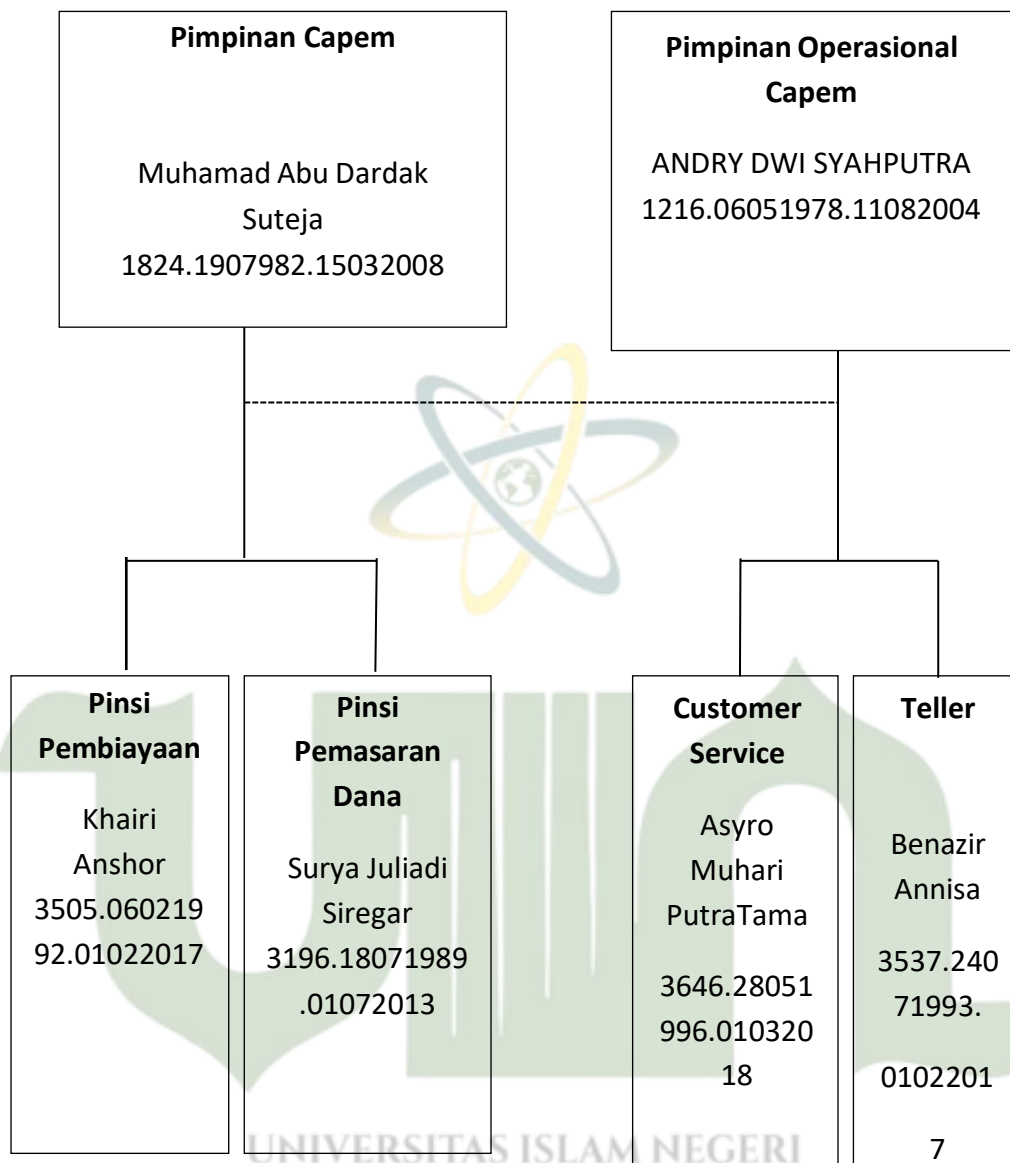 Pimpinan Capem
Muhamad Abu Dardak
Suteja
1824.1907982.15032008
Pimpinan Operasional
Capem
ANDRY DWI SYAHPUTRA
1216.06051978.11082004
Pinsi
Pembiayaan
Khairi
Anshor
3505.060219
92.01022017
Pinsi
Pemasaran
Dana
Surya Juliadi
Siregar
3196.18071989
.01072013
Customer
Service
Asyro
Muhari
PutraTama
3646.28051
996.010320
18
Teller
Benazir
Annisa
3537.240
71993.
0102201
7
UNIVERSITAS ISLAM NEGERI